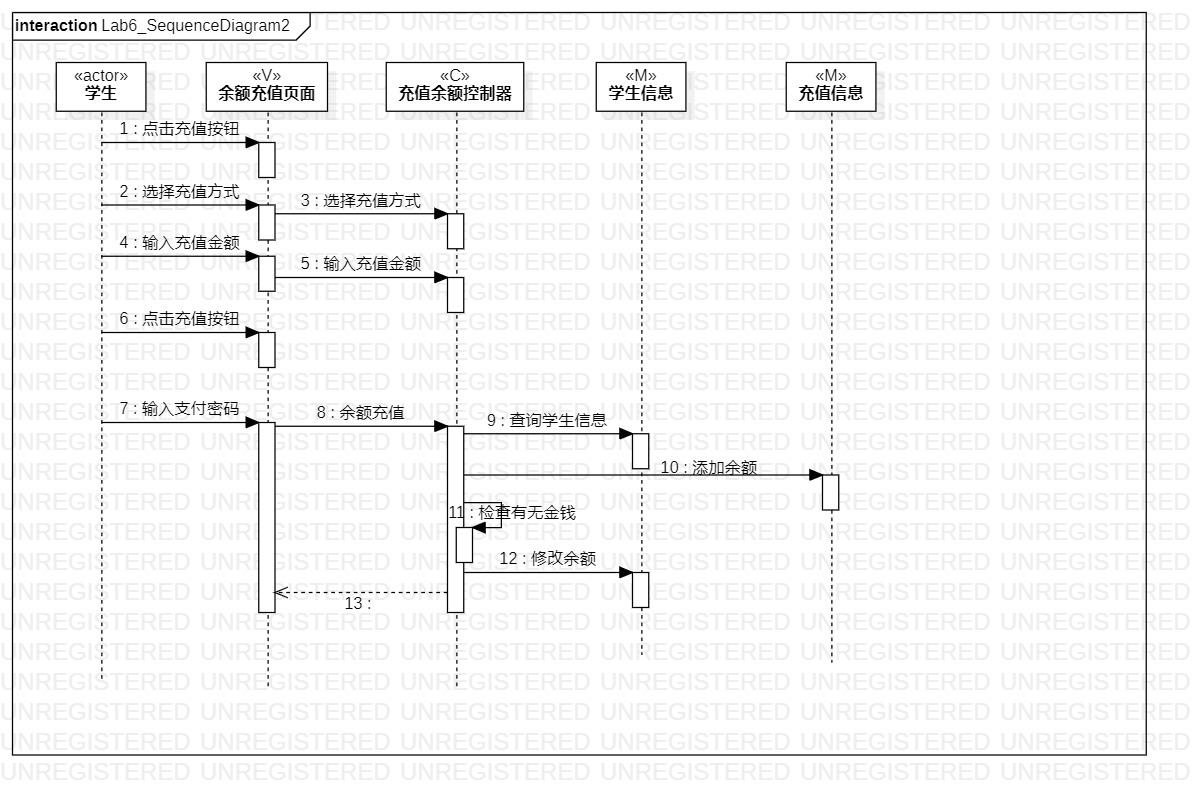 interaction Lab6_SequenceDiagram2
«actor»
学生
«V»
余额充值页面
«C»
充值余额控制器
«M»
学生信息
«M»
充值信息
1 : 点击充值按钮
2 : 选择充值方式
3 : 选择充值方式
4 : 输入充值金额
5 : 输入充值金额
6 : 点击充值按钮
7 : 输入支付密码
8 : 余额充值
9 : 查询学生信息
10 : 添加余额
11 : 检查有无金钱
12 : 修改余额
13 :
UNREGISTERED